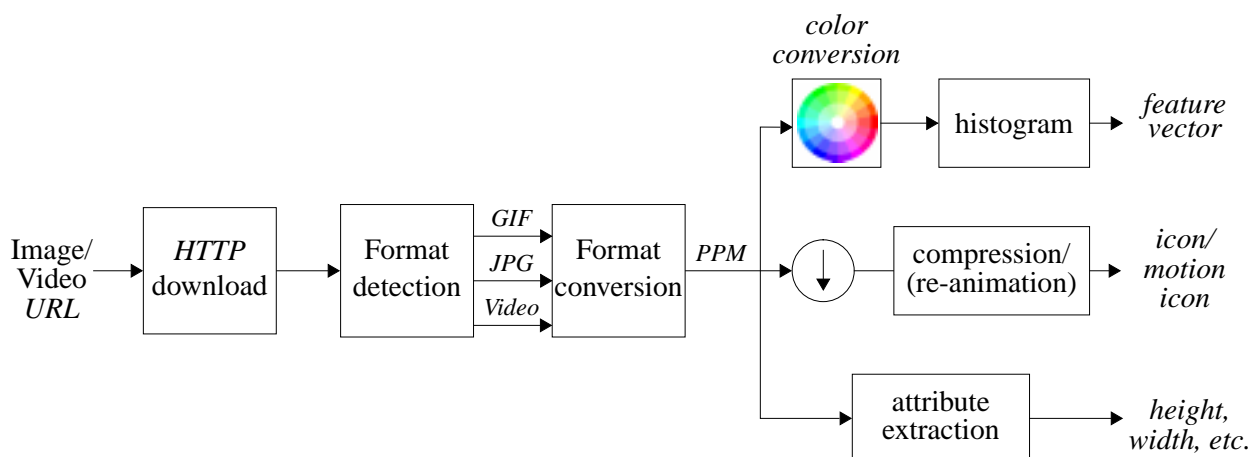 color
conversion
histogram
feature
vector
Image/
Video
URL
HTTP
download
Format
detection
GIF
JPG
Video
Format
conversion
PPM
compression/
(re-animation)
icon/
motion
icon
attribute
extraction
height,
width, etc.